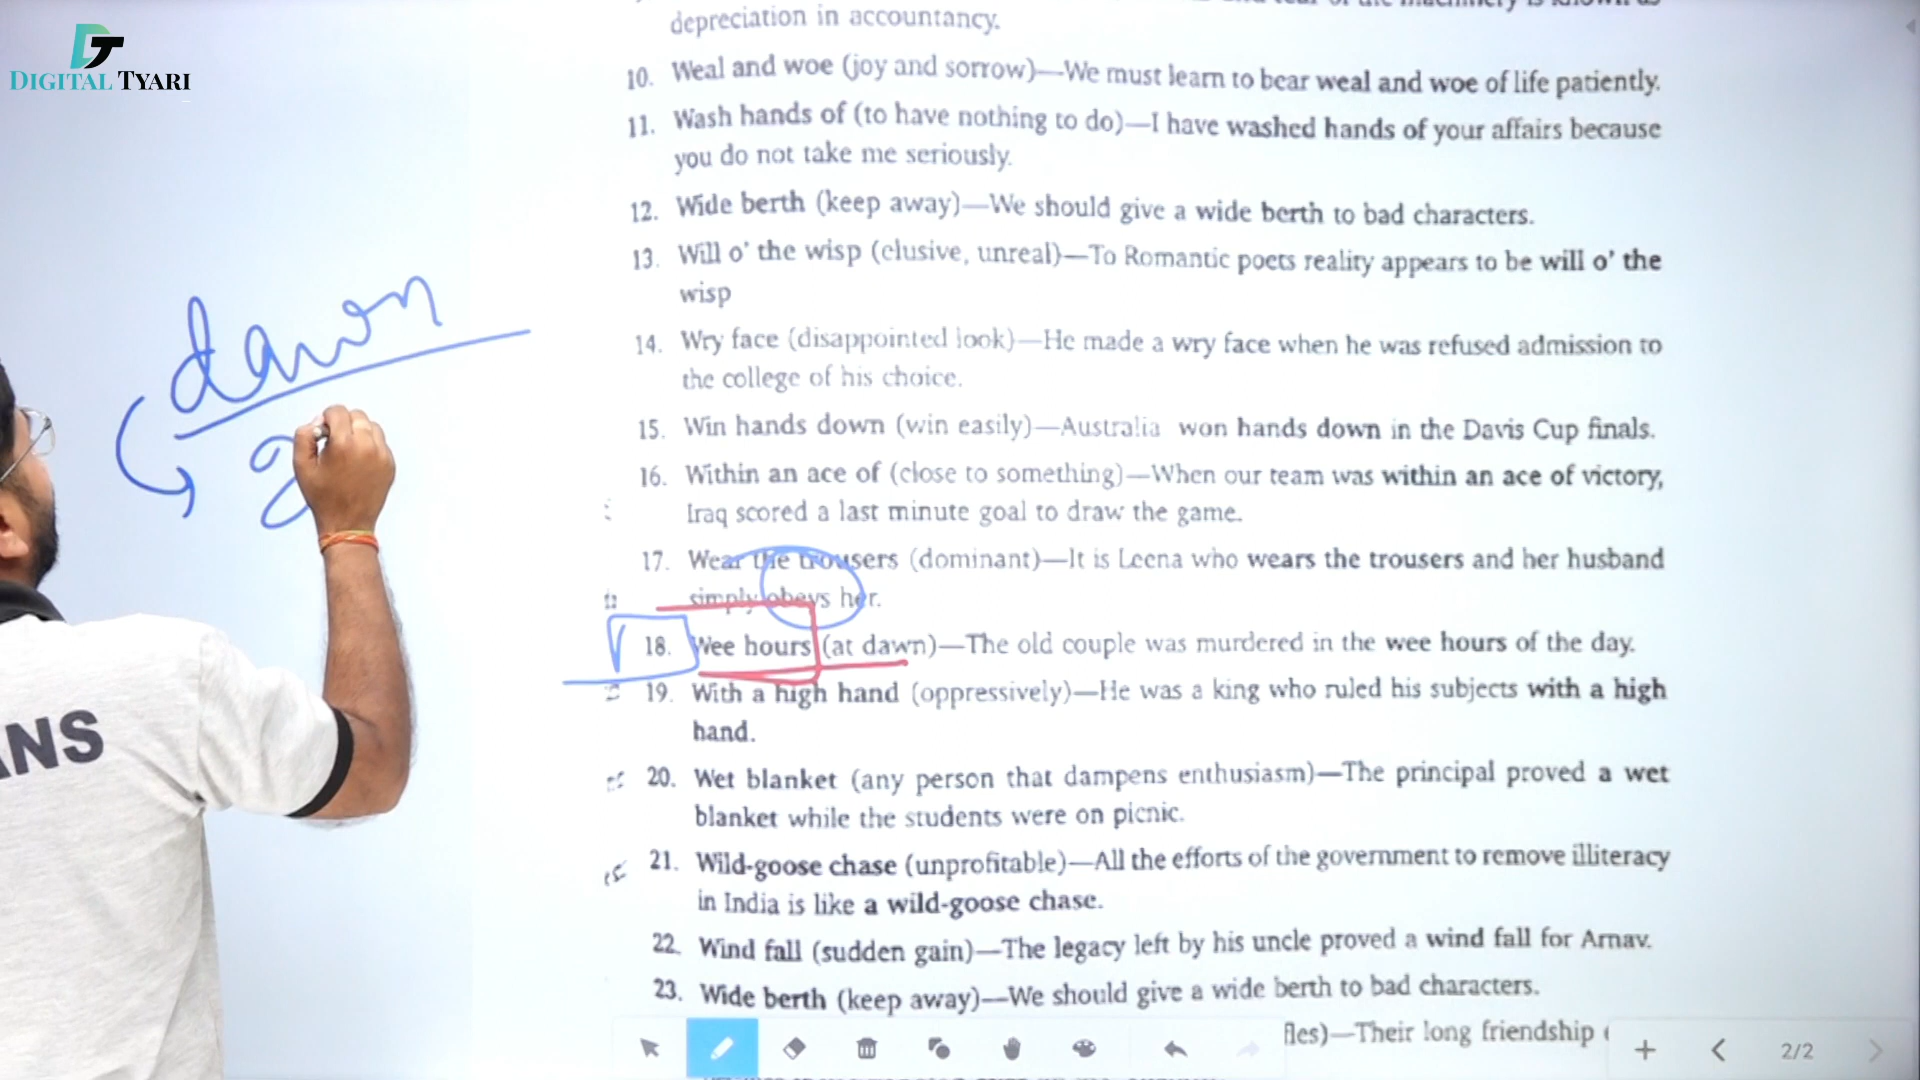 DIGITAL TYARI
depreciation in accountancy.
10. Weal and woe (joy and sorrow)—We must learn to bear weal and woe of life patiently.
11. Wash hands of (to have nothing to do)—I have washed hands of your affairs because
you do not take me seriously.
12. Wide berth (keep away)—We should give a wide berth to bad characters.
13. Will o' the wisp (elusive, unreal)—To Romantic poets reality appears to be will o' the
wisp
14. Wry face (disappointed look)—He made a wry face when he was refused admission to
the college of his choice.
15. Win hands down (win easily)—Australia won hands down in the Davis Cup finals.
16. Within an ace of (close to something)—When our team was within an ace of victory,
Iraq scored a last minute goal to draw the game.
17. Wear the trousers (dominant)—It is Leena who wears the trousers and her husband
simply obeys her.
18. Wee hours (at dawn)—The old couple was murdered in the wee hours of the day.
19. With a high hand (oppressively)—He was a king who ruled his subjects with a high
hand.
20. Wet blanket (any person that dampens enthusiasm)—The principal proved a wet
blanket while the students were on picnic.
21. Wild-goose chase (unprofitable)—All the efforts of the government to remove illiteracy
in India is like a wild-goose chase.
22. Wind fall (sudden gain)—The legacy left by his uncle proved a wind fall for Arnav.
23. Wide berth (keep away)—We should give a wide berth to bad characters.
fles)—Their long friendship
2/2
dawn
ANS